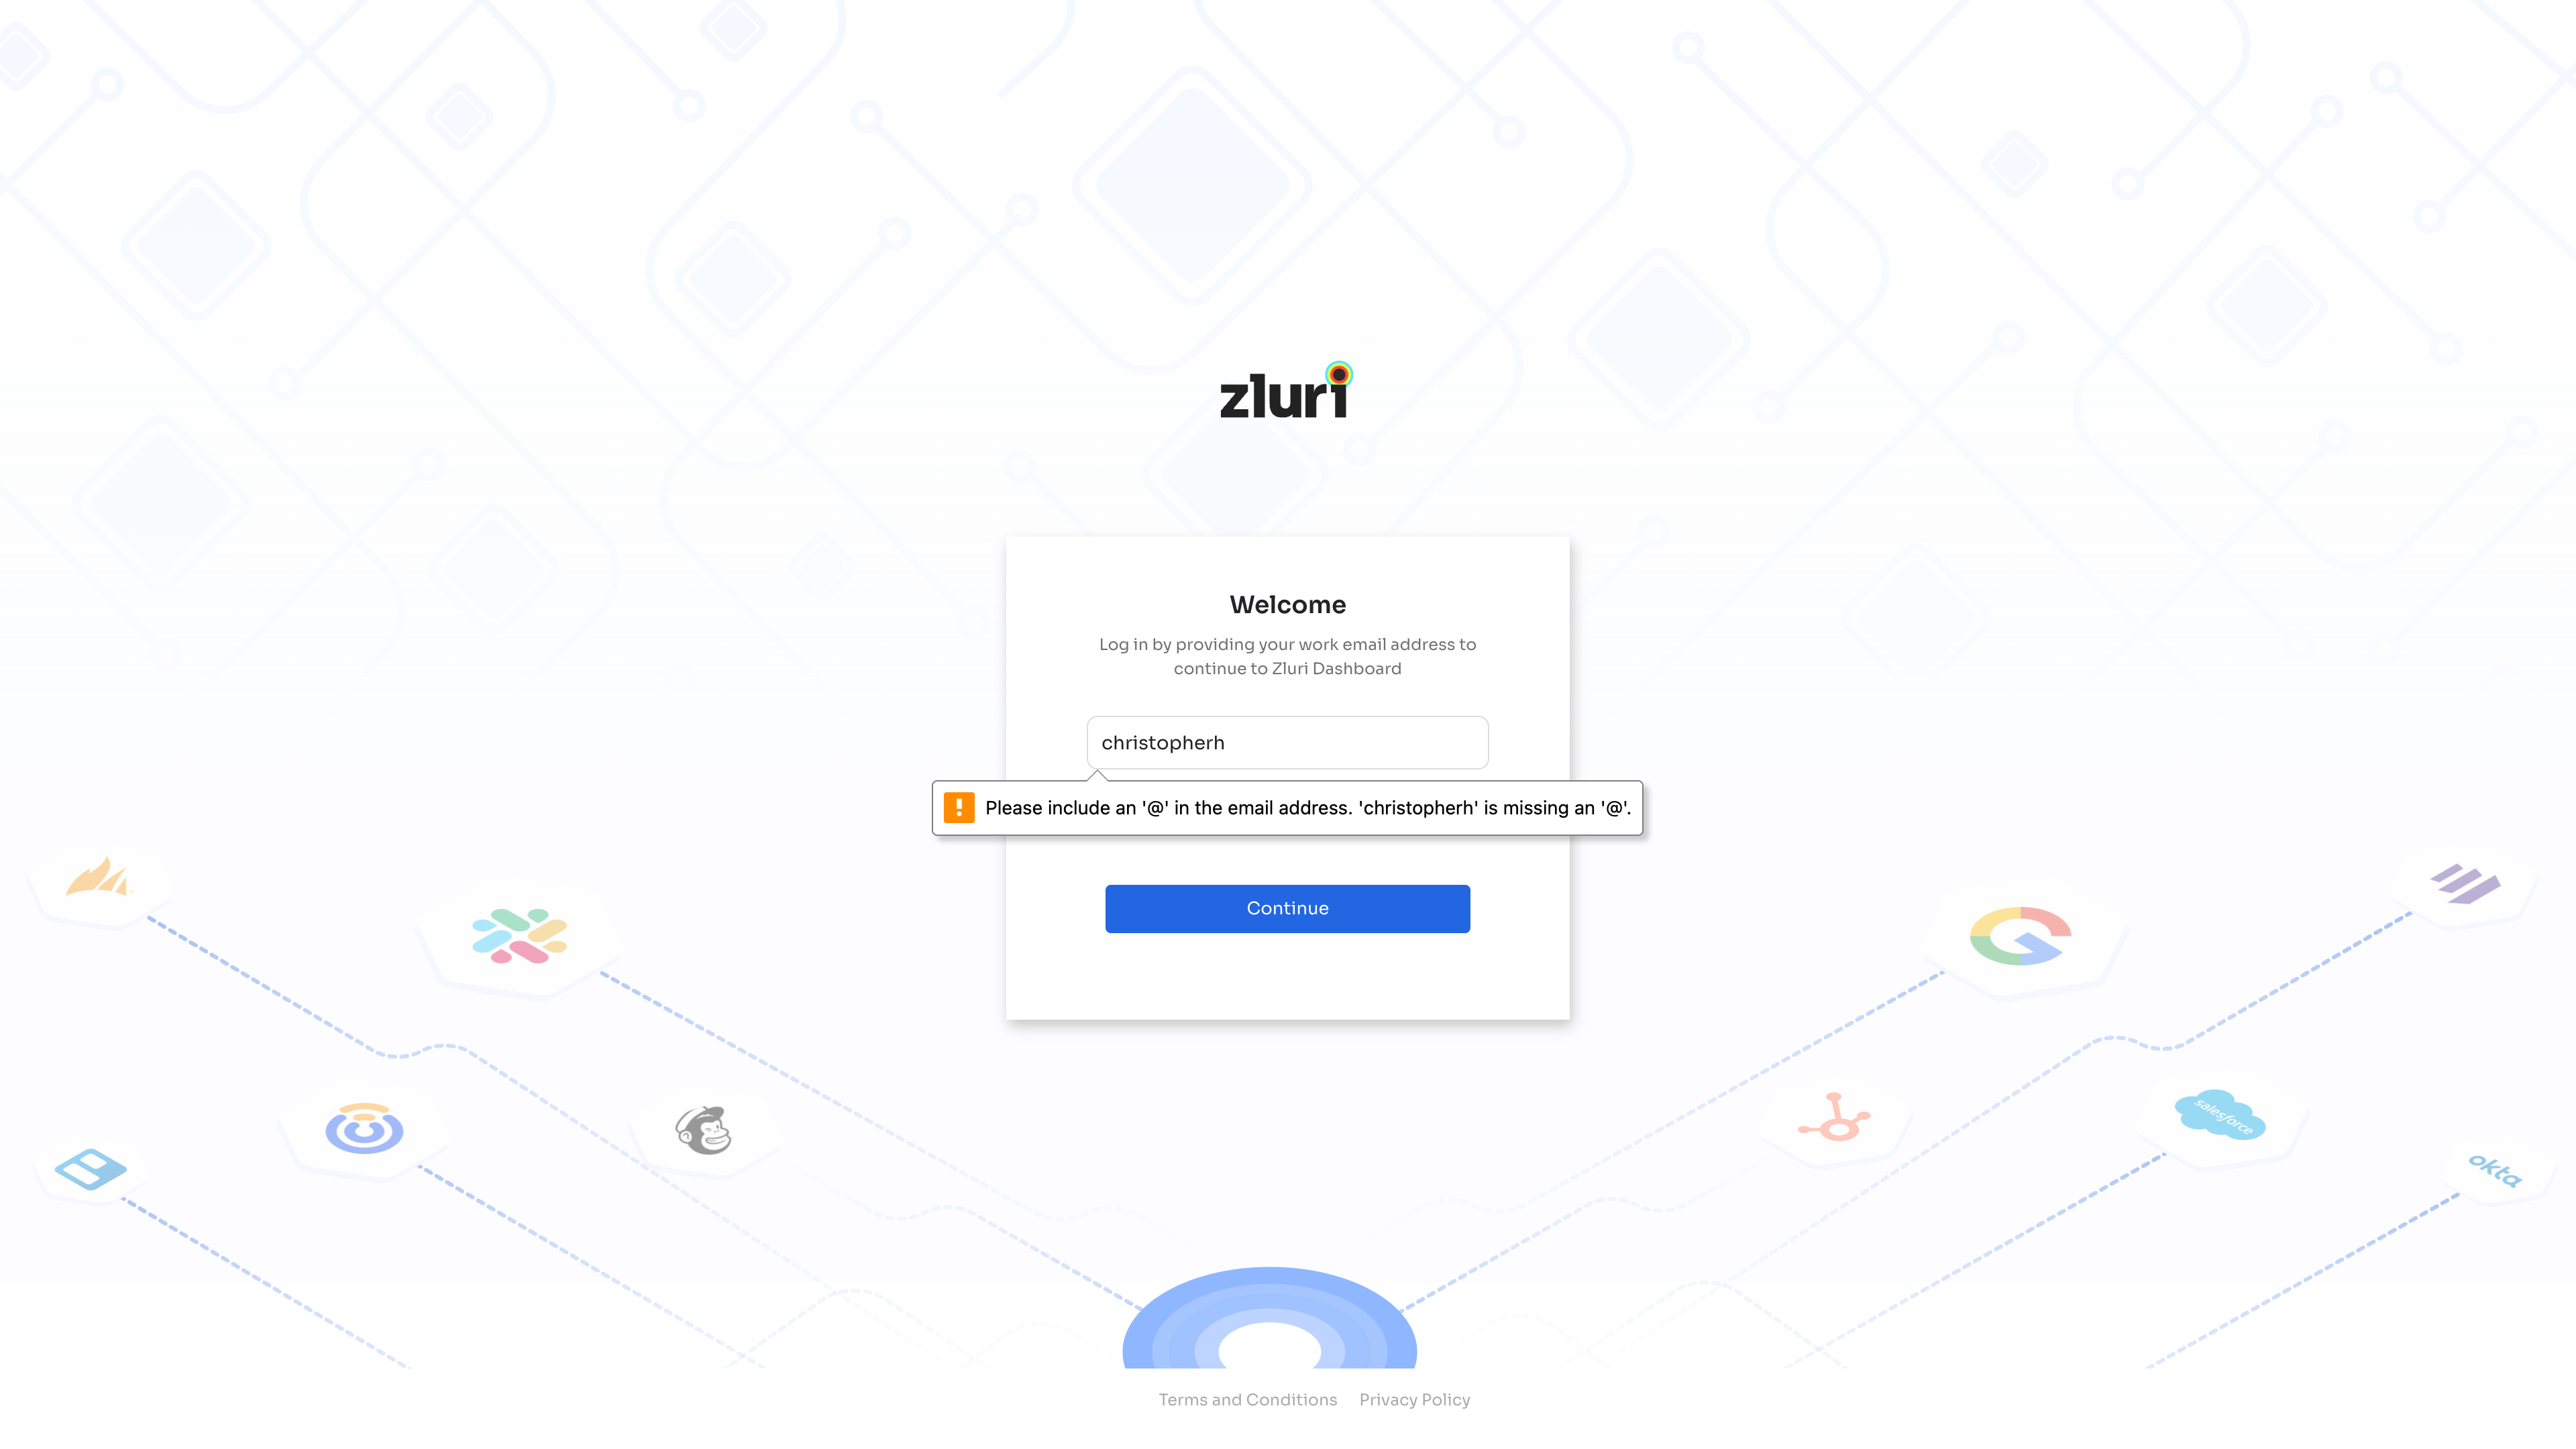 zluri
Welcome
Log in by providing your work email address to
continue to Zluri Dashboard
christopherh
Please include an '@' in the email address. 'christopherh' is missing an '@'.
Continue
salesforce
okta
Terms and Conditions Privacy Policy